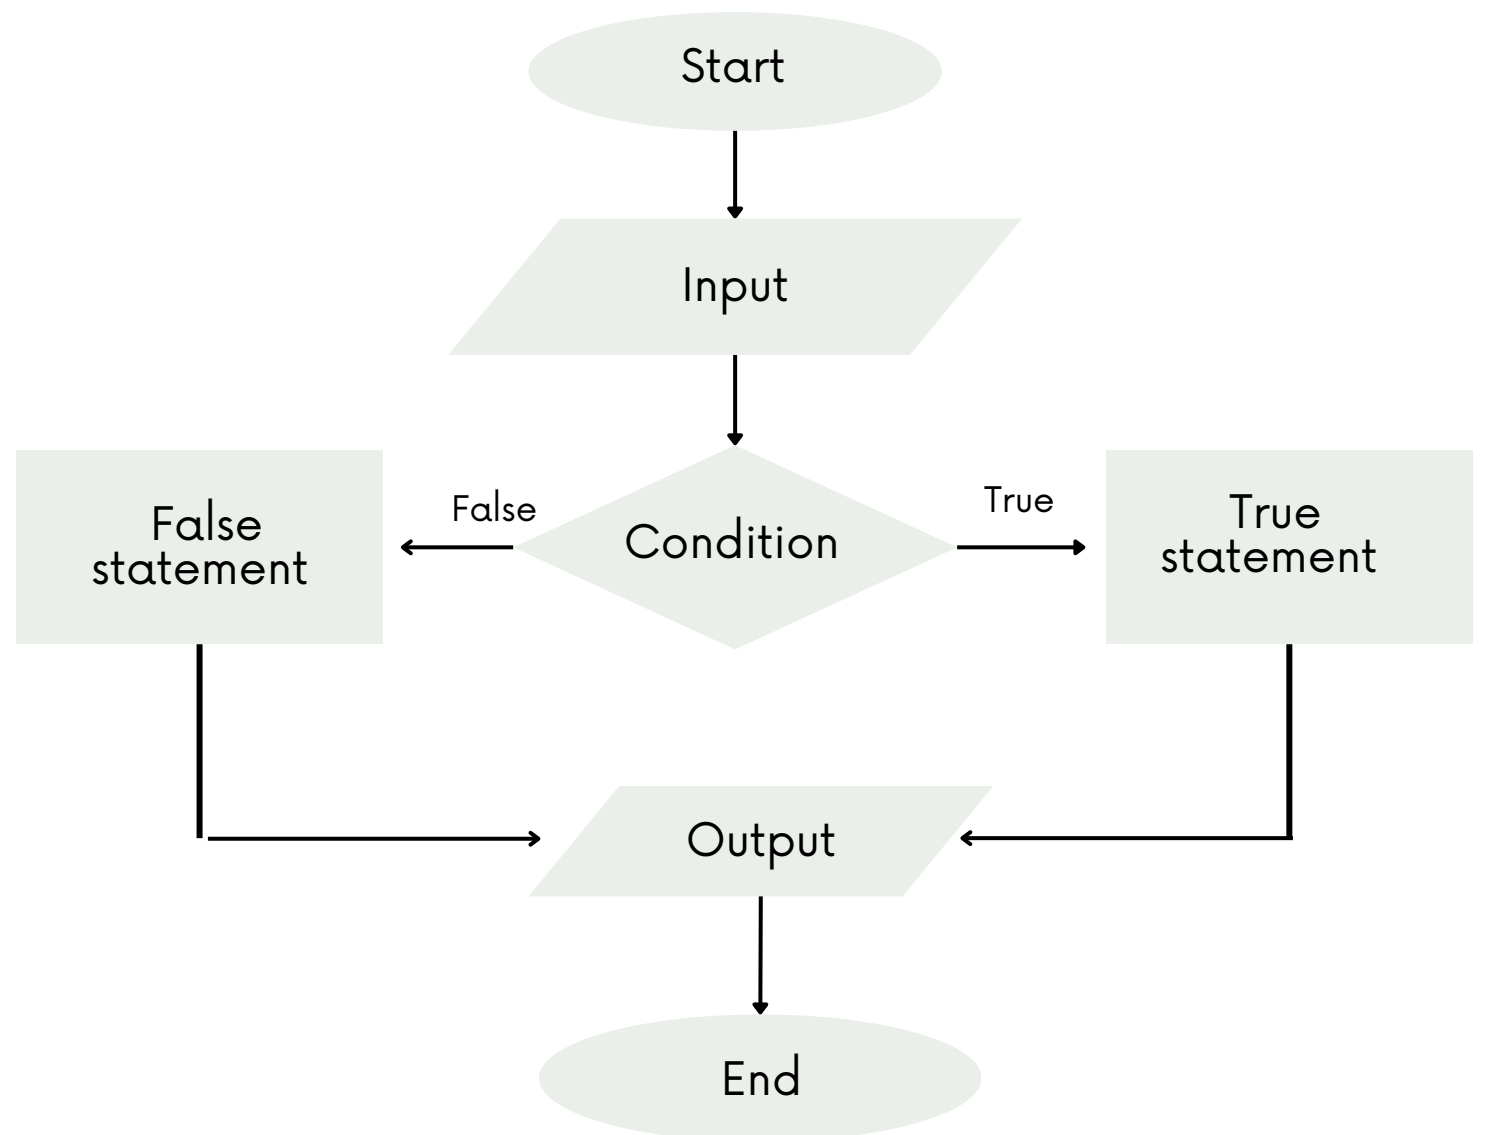 Start
Input
False
True
False
statement
Condition
True
statement
Output
End